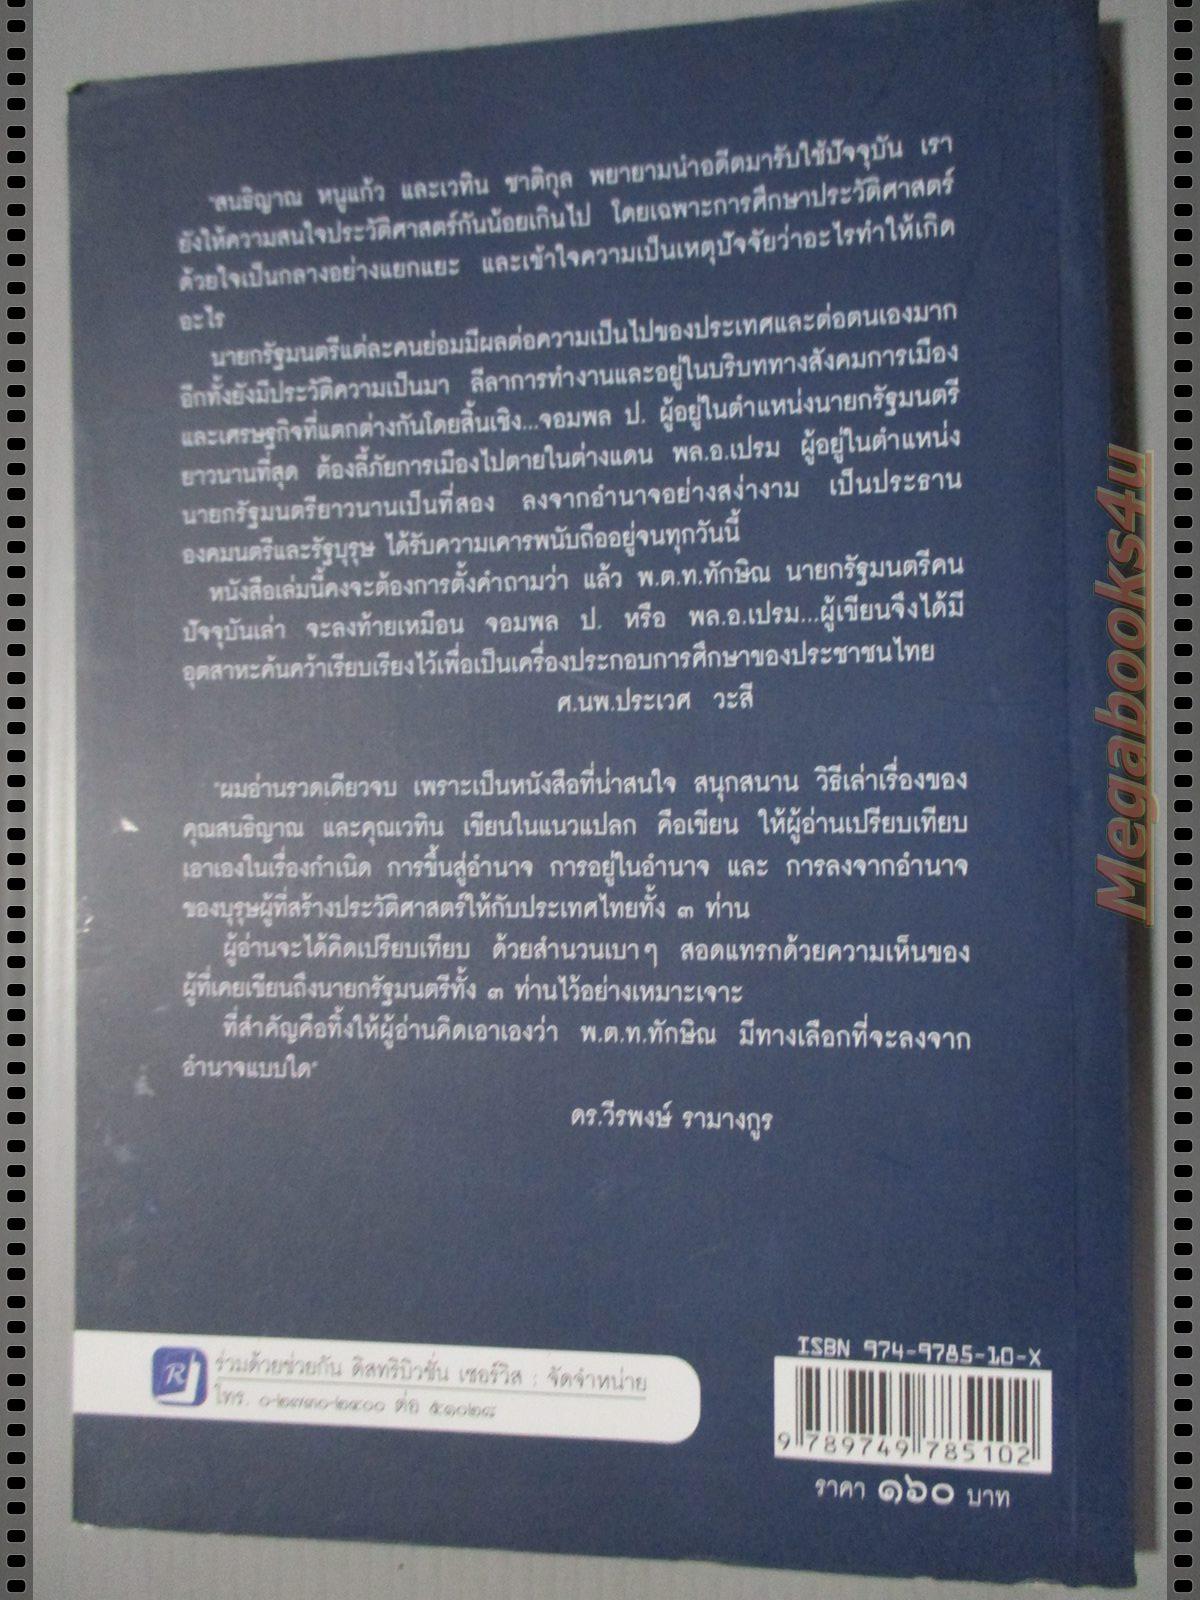 "สนธิญาณ หนูแก้ว และเวทิน ชาติกุล พยายามนำอดีตมารับใช้ปัจจุบัน เรา
ยังให้ความสนใจประวัติศาสตร์กันน้อยเกินไป โดยเฉพาะการศึกษาประวัติศาสตร์
ด้วยใจเป็นกลางอย่างแยกแยะ และเข้าใจความเป็นเหตุปัจจัยว่าอะไรทำให้เกิด
อะไร
นายกรัฐมนตรีแต่ละคนย่อมมีผลต่อความเป็นไปของประเทศและต่อตนเองมาก
อีกทั้งยังมีประวัติความเป็นมา ลีลาการทำงานและอยู่ในบริบททางสังคมการเมือง
และเศรษฐกิจที่แตกต่างกันโดยสิ้นเชิง...จอมพล ป. ผู้อยู่ในตำแหน่งนายกรัฐมนตรี
ยาวนานที่สุด ต้องลี้ภัยการเมืองไปตายในต่างแดน พล.อ.เปรม ผู้อยู่ในตำแหน่ง
นายกรัฐมนตรียาวนานเป็นที่สอง ลงจากอำนาจอย่างสง่างาม เป็นประธาน
องคมนตรีและรัฐบุรุษ ได้รับความเคารพนับถืออยู่จนทุกวันนี้
หนังสือเล่มนี้คงจะต้องการตั้งคำถามว่า แล้ว พ.ต.ท.ทักษิณ นายกรัฐมนตรีคน
ปัจจุบันเล่า จะลงท้ายเหมือน จอมพล ป. หรือ พล.อ.เปรม...ผู้เขียนจึงได้มี
อุตสาหะค้นคว้าเรียบเรียงไว้เพื่อเป็นเครื่องประกอบการศึกษาของประชาชนไทย
ศ.นพ.ประเวศ วะสี
"ผมอ่านรวดเดียวจบ เพราะเป็นหนังสือที่น่าสนใจ สนุกสนาน วิธีเล่าเรื่องของ
คุณสนธิญาณ และคุณเวทิน เขียนในแนวแปลก คือเขียน ให้ผู้อ่านเปรียบเทียบ
เอาเองในเรื่องกำเนิด การขึ้นสู่อำนาจ การอยู่ในอำนาจ และ การลงจากอำนาจ
ของบุรุษผู้ที่สร้างประวัติศาสตร์ให้กับประเทศไทยทั้ง ๓ ท่าน
ผู้อ่านจะได้คิดเปรียบเทียบ ด้วยสำนวนเบาๆ สอดแทรกด้วยความเห็นของ
ผู้ที่เคยเขียนถึงนายกรัฐมนตรีทั้ง ๓ ท่านไว้อย่างเหมาะเจาะ
ที่สำคัญคือทิ้งให้ผู้อ่านคิดเอาเองว่า พ.ต.ท.ทักษิณ มีทางเลือกที่จะลงจาก
อำนาจแบบใด"
ดร.วีรพงษ์ รามางกูร
Megabooks4u
R
ร่วมด้วยช่วยกัน ดิสทริบิวชั่น เซอร์วิส : จัดจำหน่าย
โทร. ๐-๒๗๓๐-๒๔๐๐ ต่อ ๕๑๐๒๘
ISBN 974-9785-10-X
9 789749 785102
ราคา ๑๖๐ บาท